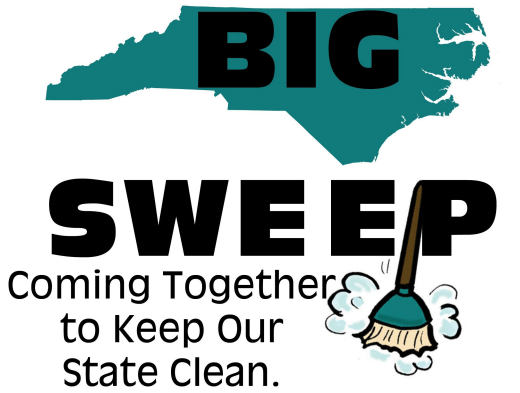 BIG
SWEEP
Coming Together
to Keep Our
State Clean.